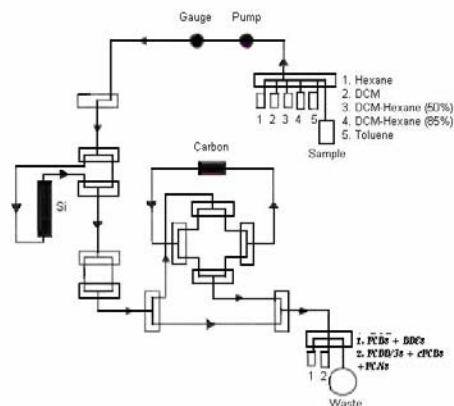 Gauge Pump
1. Hexane
2. DCM
3. DCM-Hexane (50%)
4. DCM-Hexane (85%)
5. Toluene
1 2 3 4 5
Sample
Carbon
Si
1. PCBs + BDEs
2. PCDD/Js + cPCBs
+PCNs
1 2
Waste